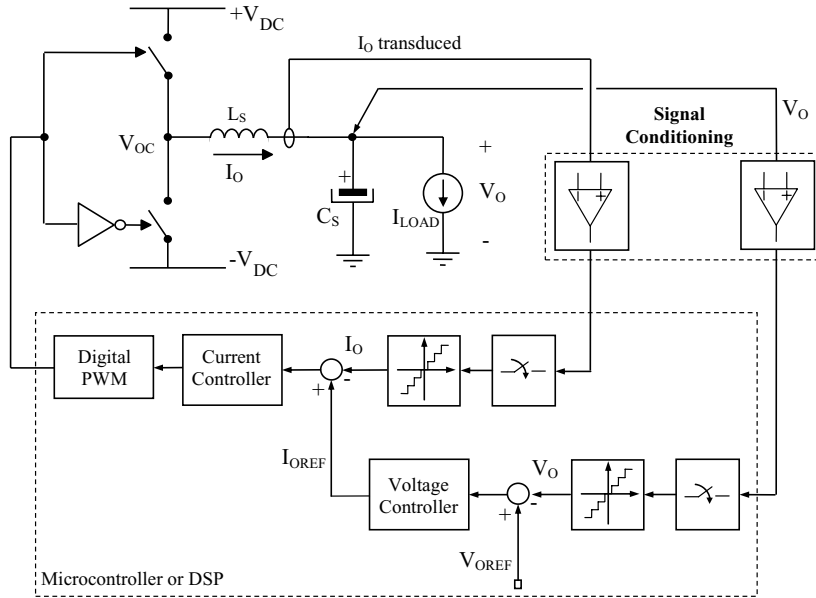 +V_DC
I_O transduced
L_S
V_OC
I_O
+
C_S
I_LOAD
+
V_O
-
Signal
Conditioning
V_O
+
+
-V_DC
Digital
PWM
Current
Controller
I_O
+
-
I_OREF
Voltage
Controller
V_O
+
-
V_OREF
Microcontroller or DSP